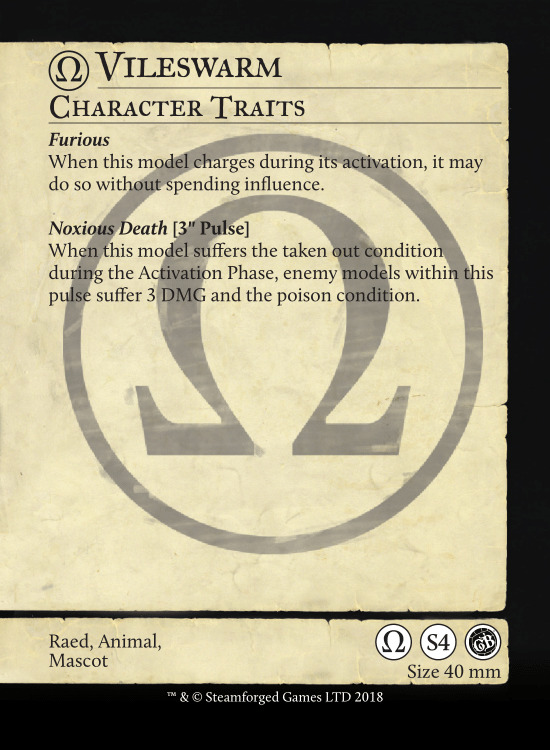 Ω VILESWARM
CHARACTER TRAITS
Furious
When this model charges during its activation, it may
do so without spending influence.
Noxious Death [3" Pulse]
When this model suffers the taken out condition
during the Activation Phase, enemy models within this
pulse suffer 3 DMG and the poison condition.
Ω
Raed, Animal,
Mascot
Ω S4 GB
Size 40 mm
™ & © Steamforged Games LTD 2018